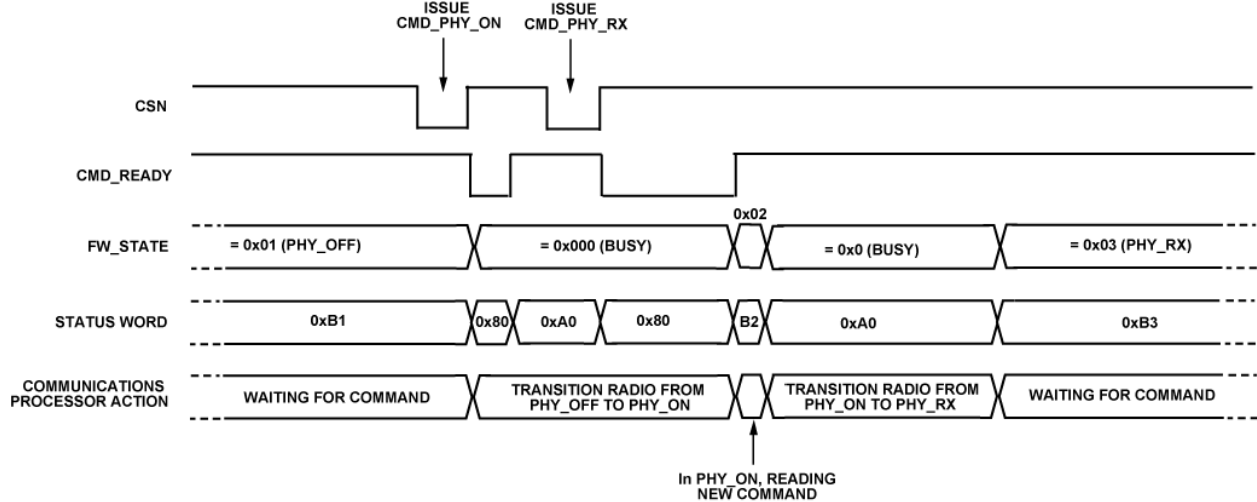 ISSUE
CMD_PHY_ON
ISSUE
CMD_PHY_RX
CSN
CMD_READY
0x02
FW_STATE
= 0x01 (PHY_OFF)
= 0x000 (BUSY)
= 0x0 (BUSY)
= 0x03 (PHY_RX)
STATUS WORD
0xB1
0x80
0xA0
0x80
B2
0xA0
0xB3
COMMUNICATIONS
PROCESSOR ACTION
WAITING FOR COMMAND
TRANSITION RADIO FROM
PHY_OFF TO PHY_ON
TRANSITION RADIO FROM
PHY_ON TO PHY_RX
WAITING FOR COMMAND
In PHY_ON, READING
NEW COMMAND